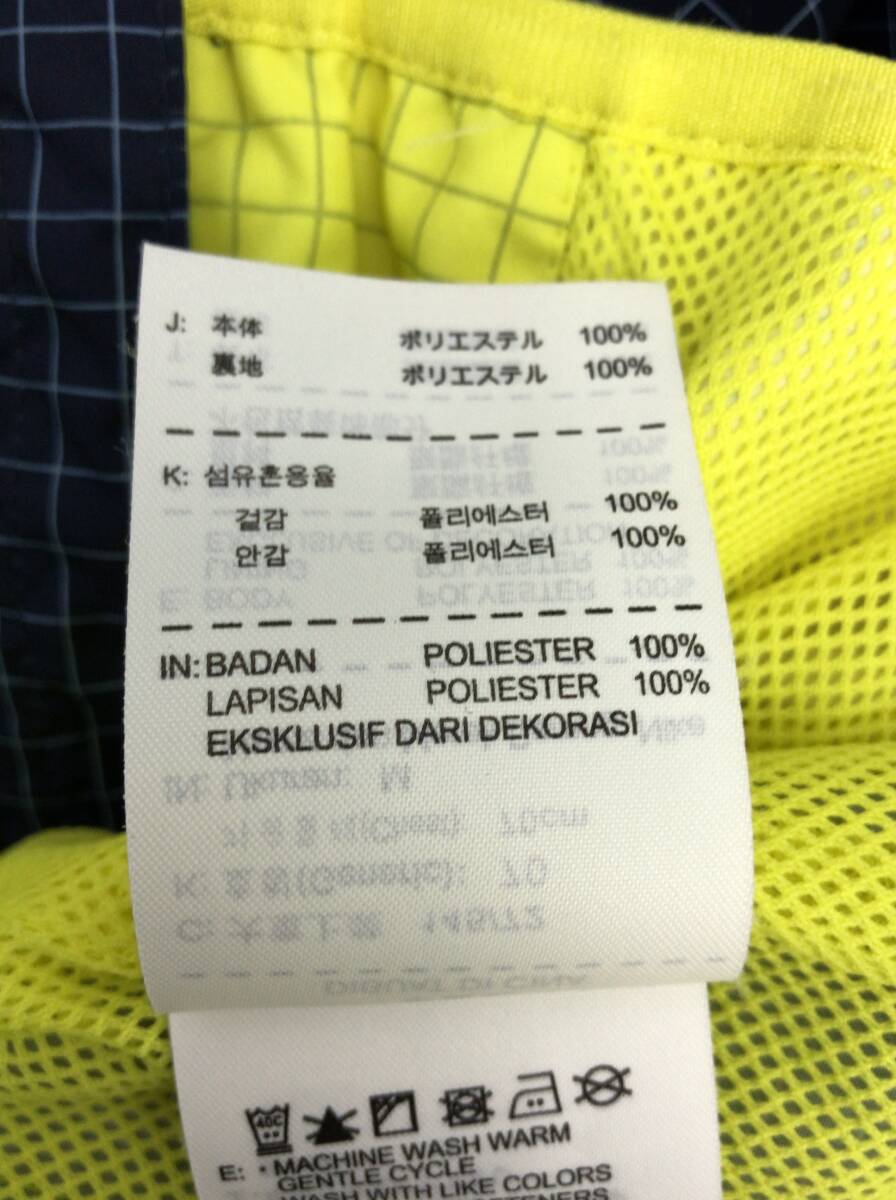 J: 本体 ポリエステル 100%
裏地 ポリエステル 100%
K: 섬유혼용율
겉감 폴리에스터 100%
안감 폴리에스터 100%
IN: BADAN POLIESTER 100%
LAPISAN POLIESTER 100%
EKSKLUSIF DARI DEKORASI
40C
E: • MACHINE WASH WARM
GENTLE CYCLE
WASH WITH LIKE COLORS